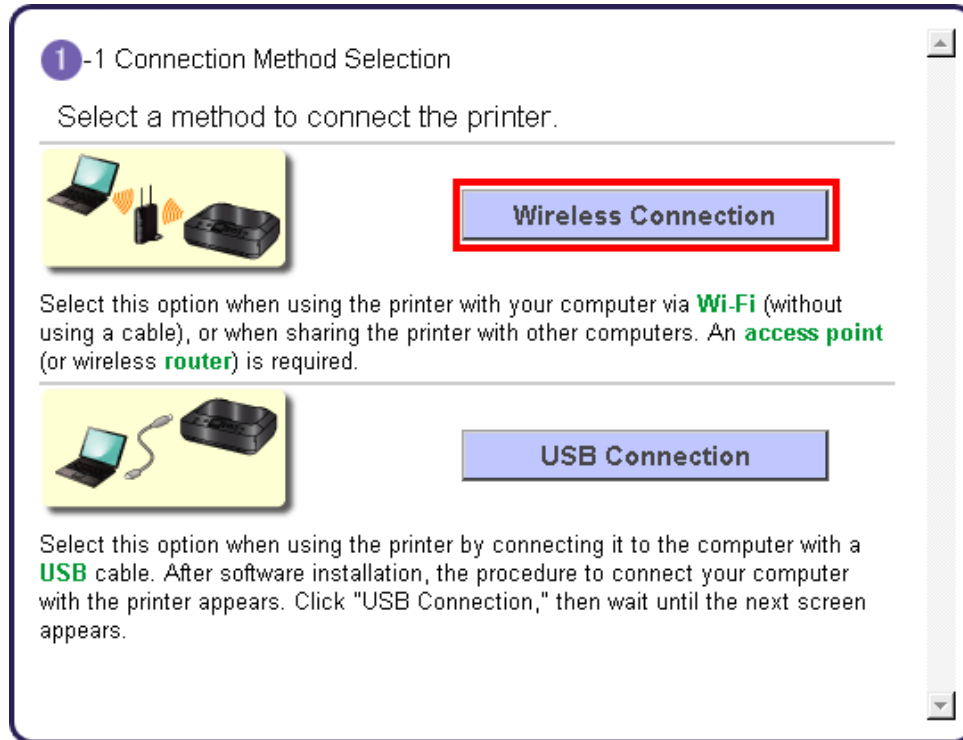 1-1 Connection Method Selection
Select a method to connect the printer.
Wireless Connection
Select this option when using the printer with your computer via Wi-Fi (without
using a cable), or when sharing the printer with other computers. An access point
(or wireless router) is required.
USB Connection
Select this option when using the printer by connecting it to the computer with a
USB cable. After software installation, the procedure to connect your computer
with the printer appears. Click "USB Connection," then wait until the next screen
appears.